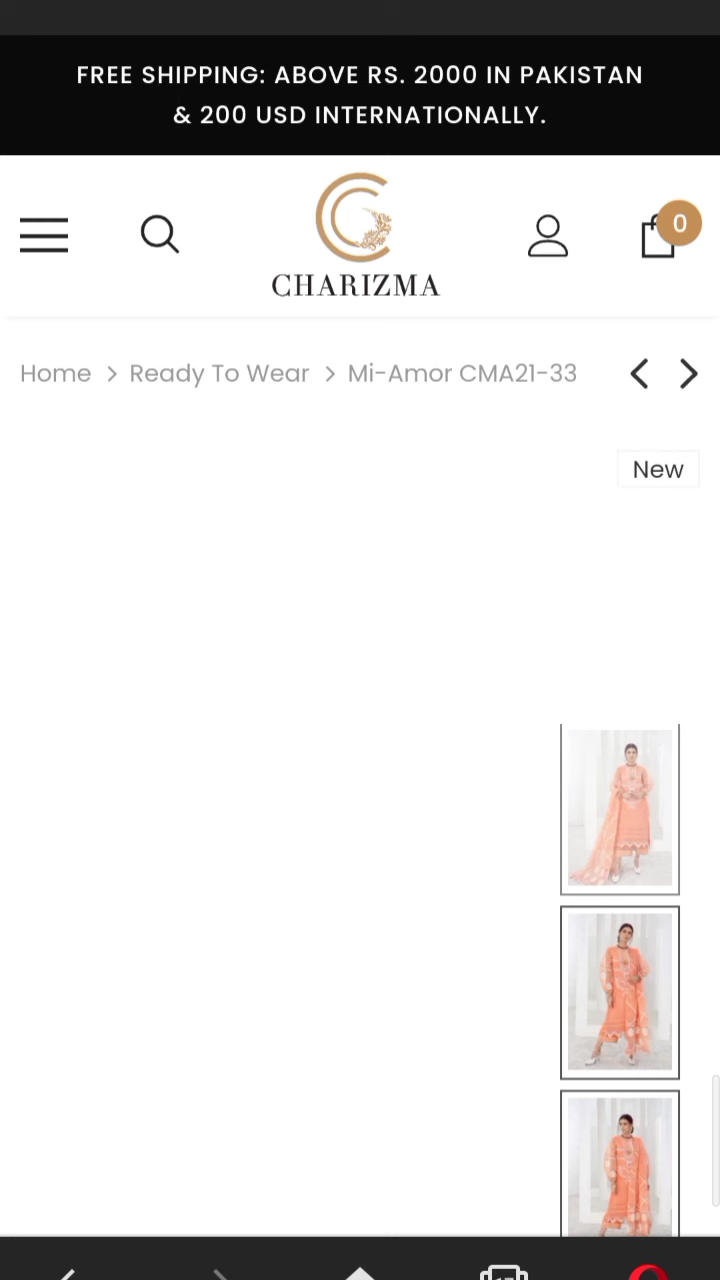 FREE SHIPPING: ABOVE RS. 2000 IN PAKISTAN
& 200 USD INTERNATIONALLY.
0
CHARIZMA
Home > Ready To Wear > Mi-Amor CMA21-33
New